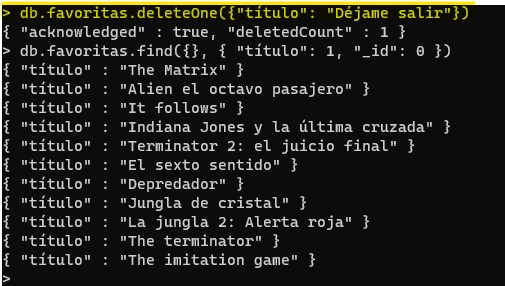 > db.favoritas.deleteOne({"título": "Déjame salir"})
{ "acknowledged" : true, "deletedCount" : 1 }
> db.favoritas.find({}, { "título": 1, "_id": 0 })
{ "título" : "The Matrix" }
{ "título" : "Alien el octavo pasajero" }
{ "título" : "It follows" }
{ "título" : "Indiana Jones y la última cruzada" }
{ "título" : "Terminator 2: el juicio final" }
{ "título" : "El sexto sentido" }
{ "título" : "Depredador" }
{ "título" : "Jungla de cristal" }
{ "título" : "La jungla 2: Alerta roja" }
{ "título" : "The terminator" }
{ "título" : "The imitation game" }
>